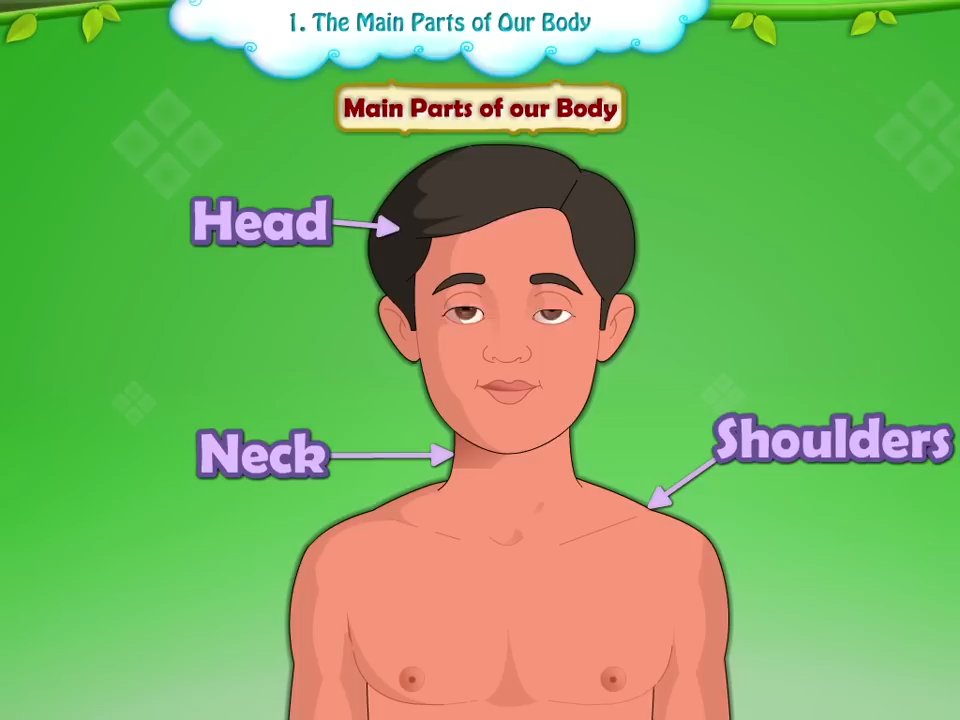 1. The Main Parts of Our Body
Main Parts of our Body
Head
Neck
Shoulders